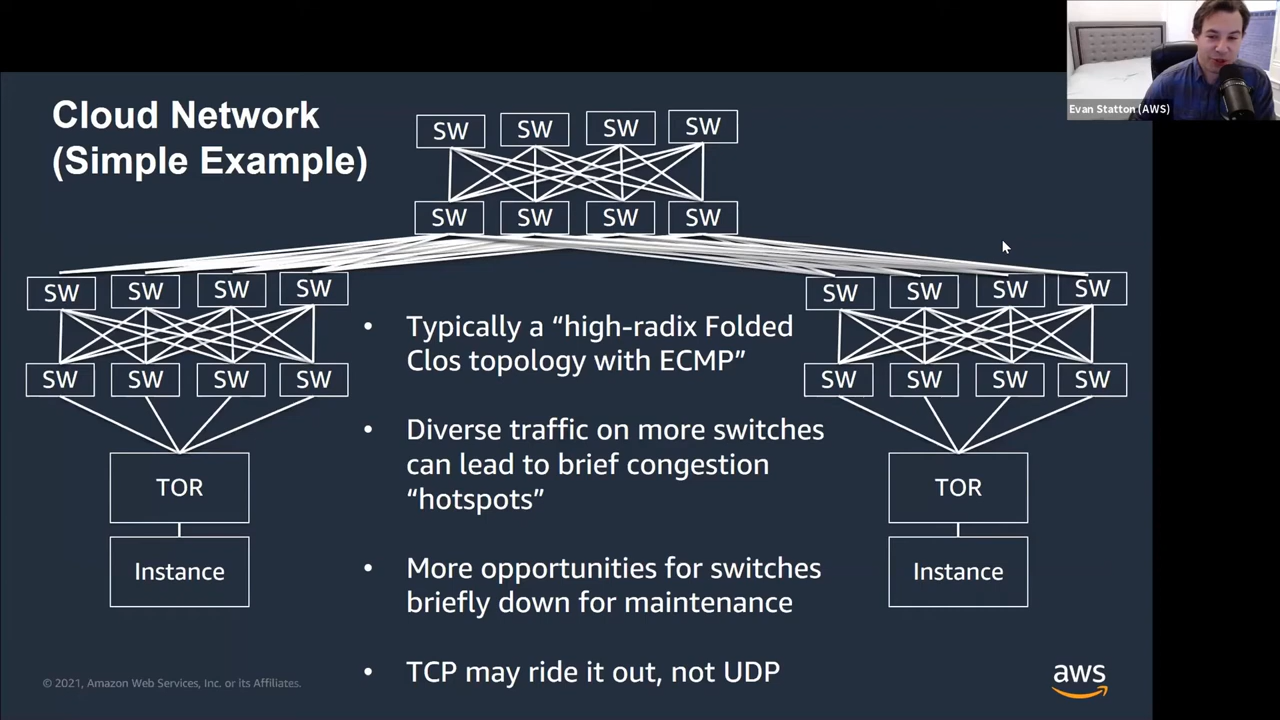 Evan Statton (AWS)
Cloud Network
(Simple Example)
SW SW SW SW
SW SW SW SW
SW SW SW SW
SW SW SW SW
SW SW SW SW
SW SW SW SW
• Typically a “high-radix Folded
Clos topology with ECMP”
• Diverse traffic on more switches
can lead to brief congestion
“hotspots”
• More opportunities for switches
briefly down for maintenance
• TCP may ride it out, not UDP
TOR
Instance
TOR
Instance
© 2021, Amazon Web Services, Inc. or its Affiliates.
aws